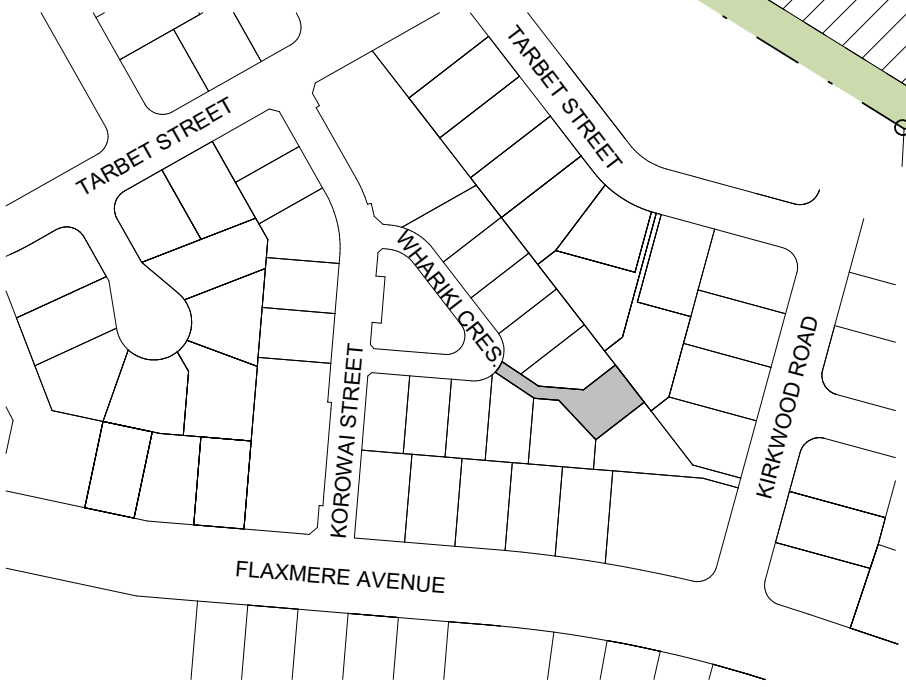 TARBET STREET
TARBET STREET
WHARIKI CRES.
KOROWAI STREET
KIRKWOOD ROAD
FLAXMERE AVENUE